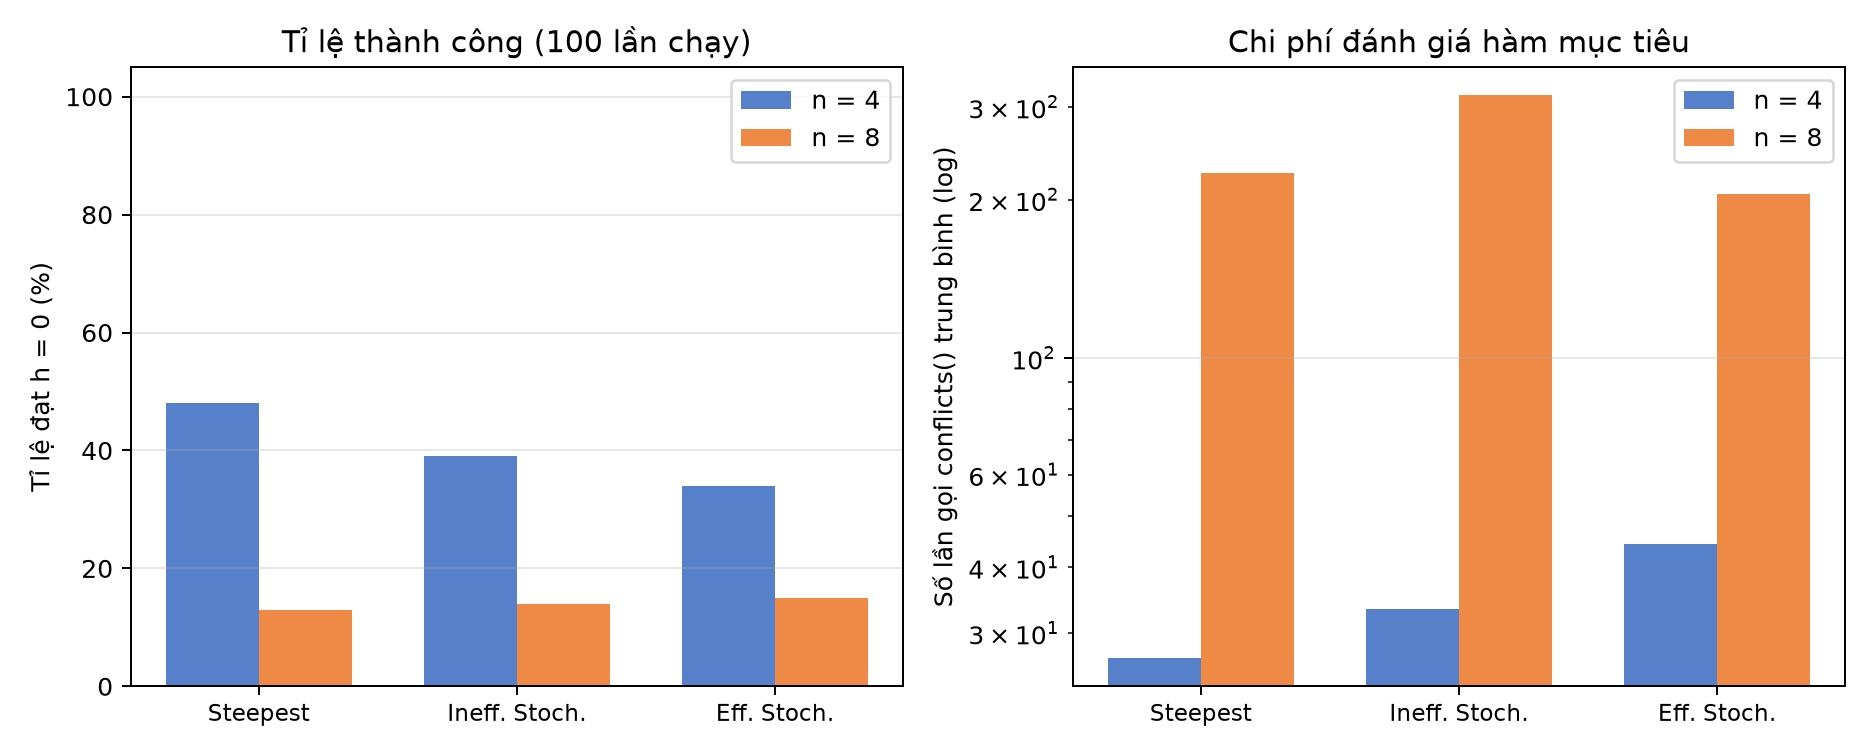 Tỉ lệ thành công (100 lần chạy)
Tỉ lệ đạt h = 0 (%)
100
80
60
40
20
0
n = 4
n = 8
Steepest
Ineff. Stoch.
Eff. Stoch.
Chi phí đánh giá hàm mục tiêu
Số lần gọi conflicts() trung bình (log)
3 × 10²
2 × 10²
10²
6 × 10¹
4 × 10¹
3 × 10¹
n = 4
n = 8
Steepest
Ineff. Stoch.
Eff. Stoch.